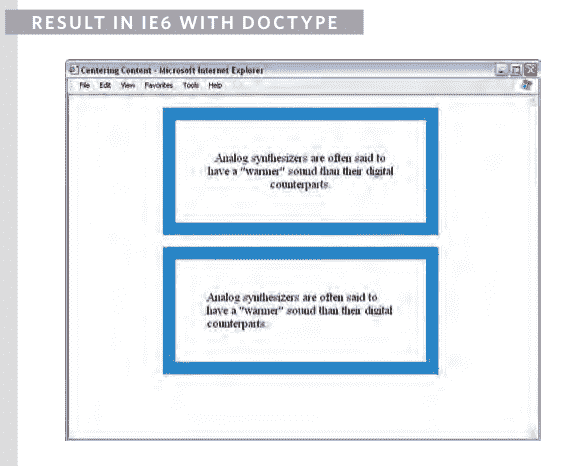 RESULT IN IE6 WITH DOCTYPE
Centering Content - Microsoft Internet Explorer
File Edit View Favorites Tools Help
Analog synthesizers are often said to
have a "warmer" sound than their digital
counterparts.
Analog synthesizers are often said to
have a "warmer" sound than their digital
counterparts.